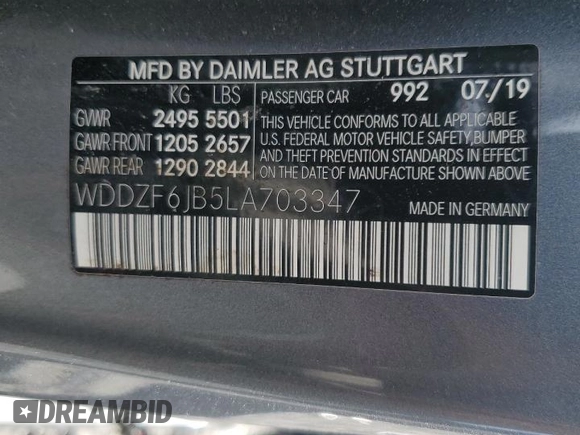 MFD BY DAIMLER AG STUTTGART
KG LBS
GVWR 2495 5501
GAWR FRONT 1205 2657
GAWR REAR 1290 2844
PASSENGER CAR 992 07/19
THIS VEHICLE CONFORMS TO ALL APPLICABLE
U.S. FEDERAL MOTOR VEHICLE SAFETY, BUMPER
AND THEFT PREVENTION STANDARDS IN EFFECT
ON THE DATE OF MANUFACTURE SHOWN ABOVE
WDDZF6JB5LA703347
MADE IN GERMANY
DREAMBID